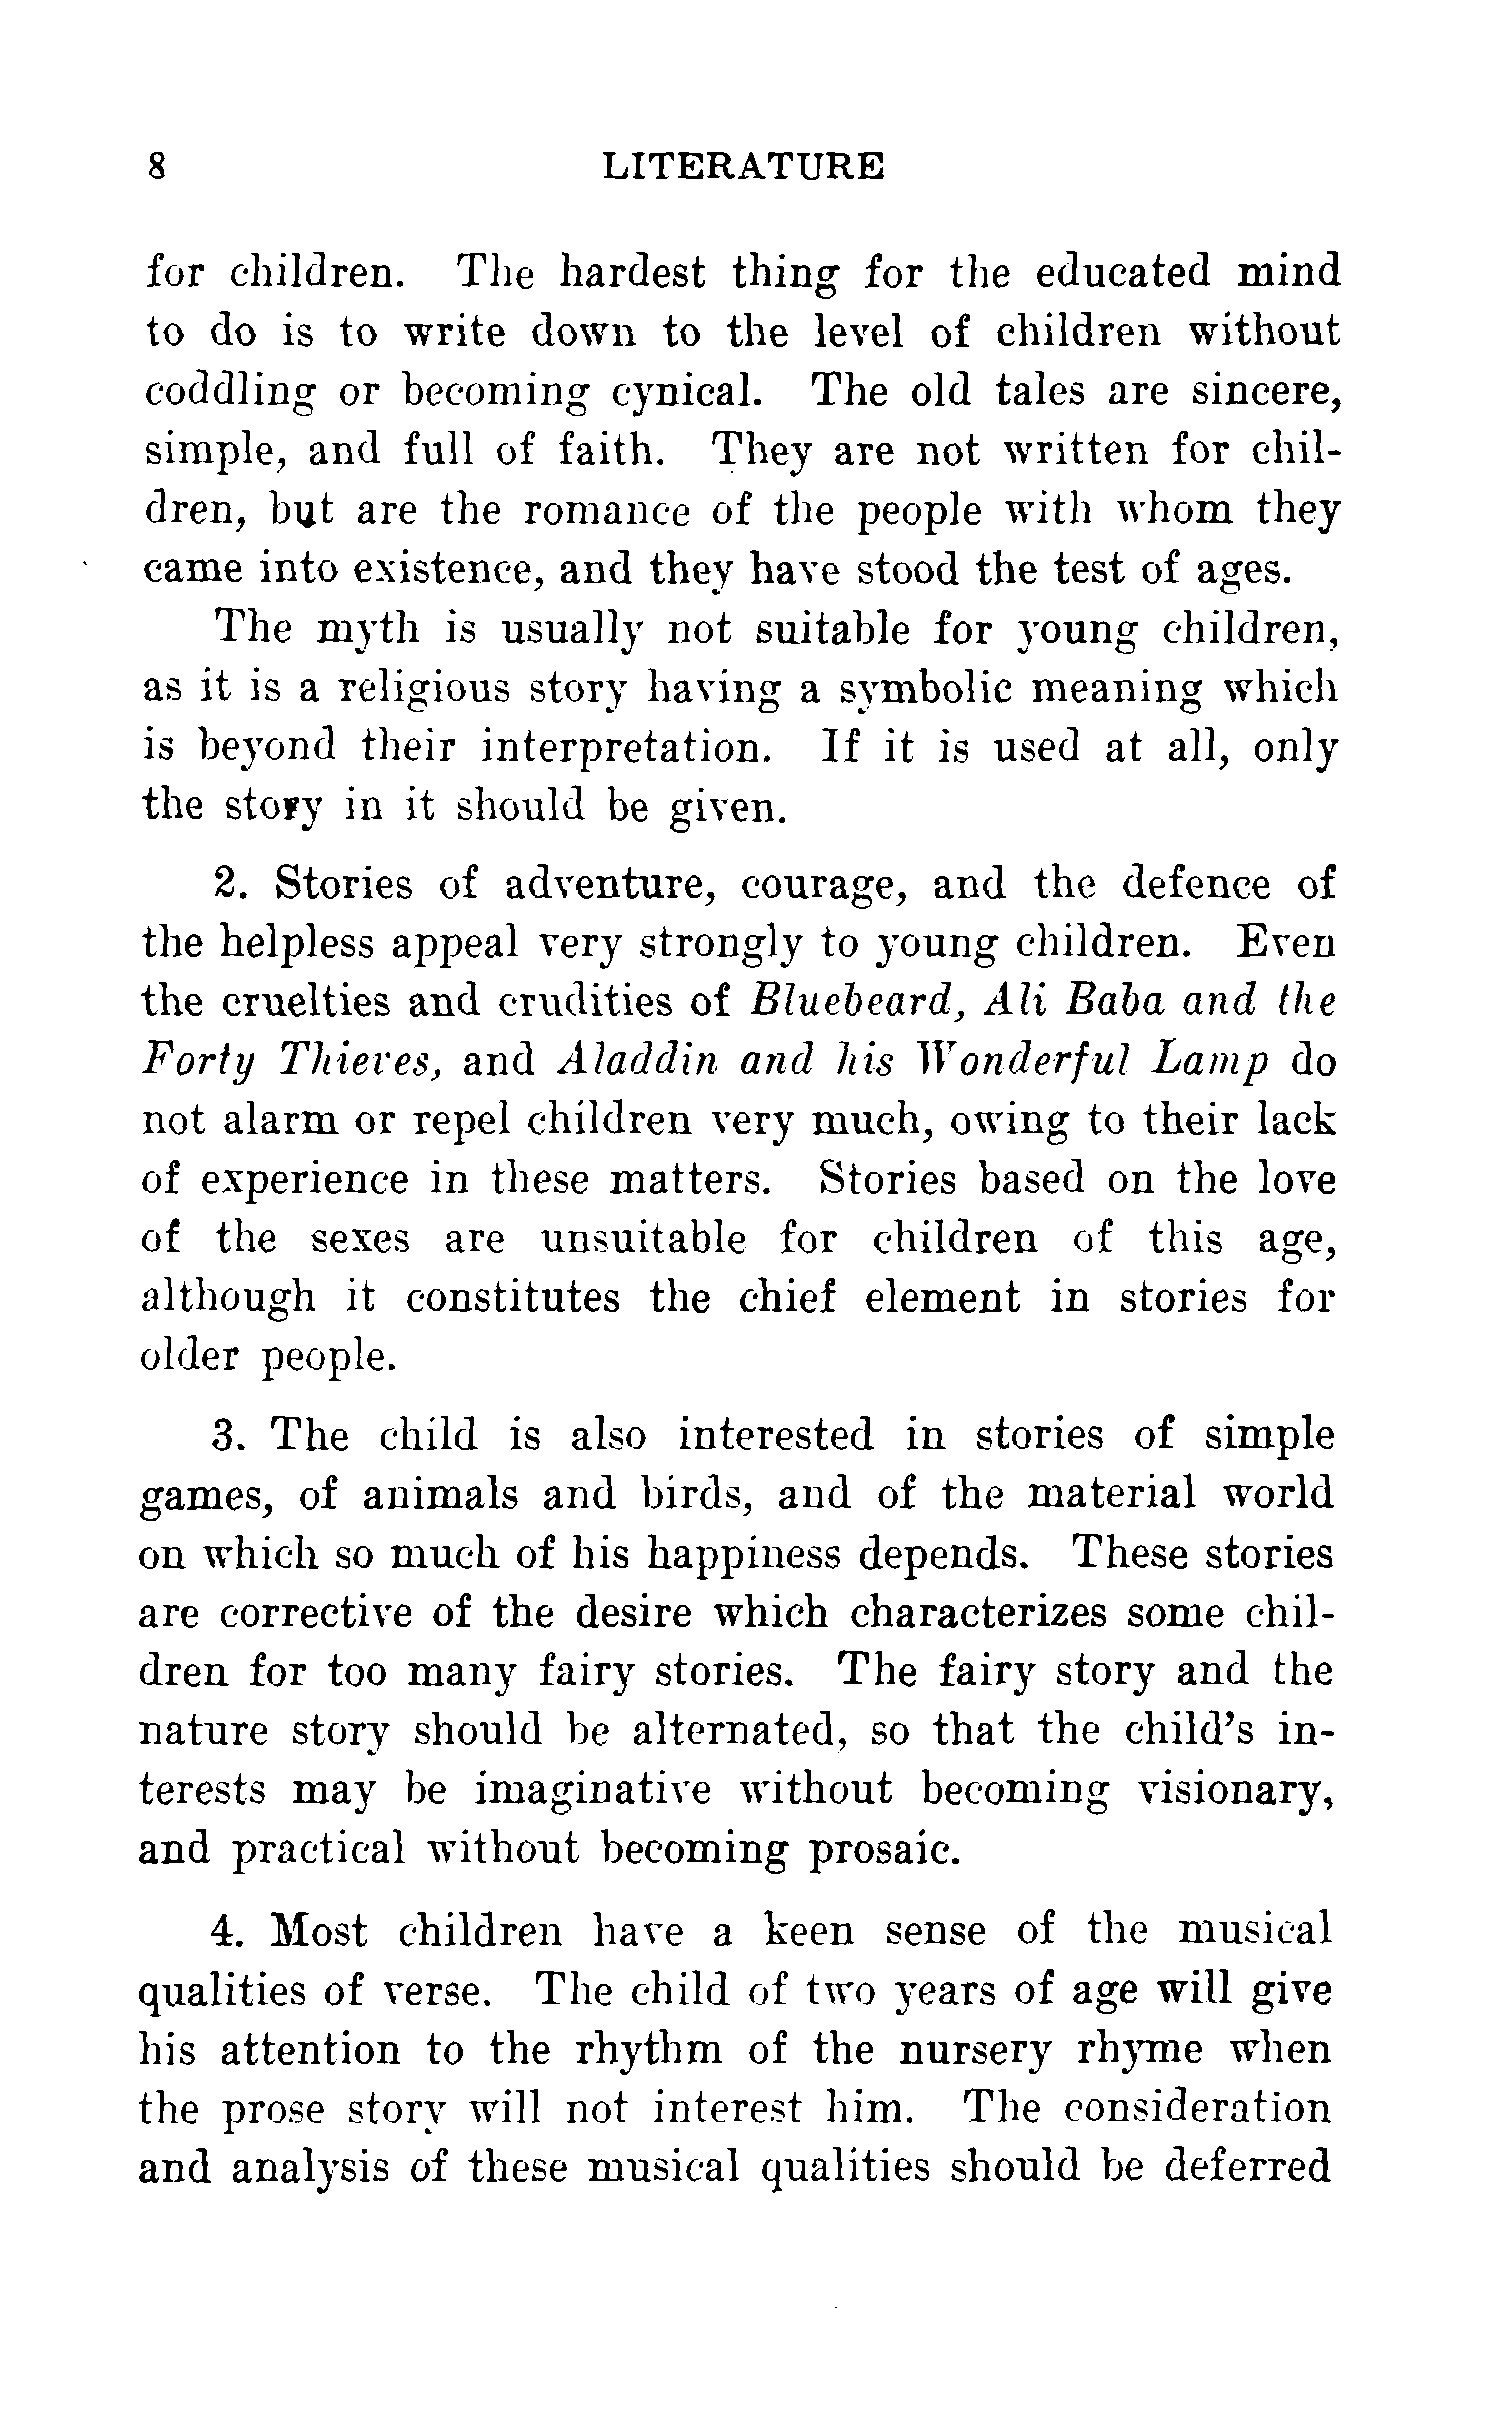 8 LITERATURE
for children. The hardest thing for the educated mind
to do is to write down to the level of children without
coddling or becoming cynical. The old tales are sincere,
simple, and full of faith. They are not written for chil-
dren, but are the romance of the people with whom they
came into existence, and they have stood the test of ages.
The myth is usually not suitable for young children,
as it is a religious story having a symbolic meaning which
is beyond their interpretation. If it is used at all, only
the story in it should be given.
2. Stories of adventure, courage, and the defence of
the helpless appeal very strongly to young children. Even
the cruelties and crudities of Bluebeard, Ali Baba and the
Forty Thieves, and Aladdin and his Wonderful Lamp do
not alarm or repel children very much, owing to their lack
of experience in these matters. Stories based on the love
of the sexes are unsuitable for children of this age,
although it constitutes the chief element in stories for
older people.
3. The child is also interested in stories of simple
games, of animals and birds, and of the material world
on which so much of his happiness depends. These stories
are corrective of the desire which characterizes some chil-
dren for too many fairy stories. The fairy story and the
nature story should be alternated, so that the child's in-
terests may be imaginative without becoming visionary,
and practical without becoming prosaic.
4. Most children have a keen sense of the musical
qualities of verse. The child of two years of age will give
his attention to the rhythm of the nursery rhyme when
the prose story will not interest him. The consideration
and analysis of these musical qualities should be deferred